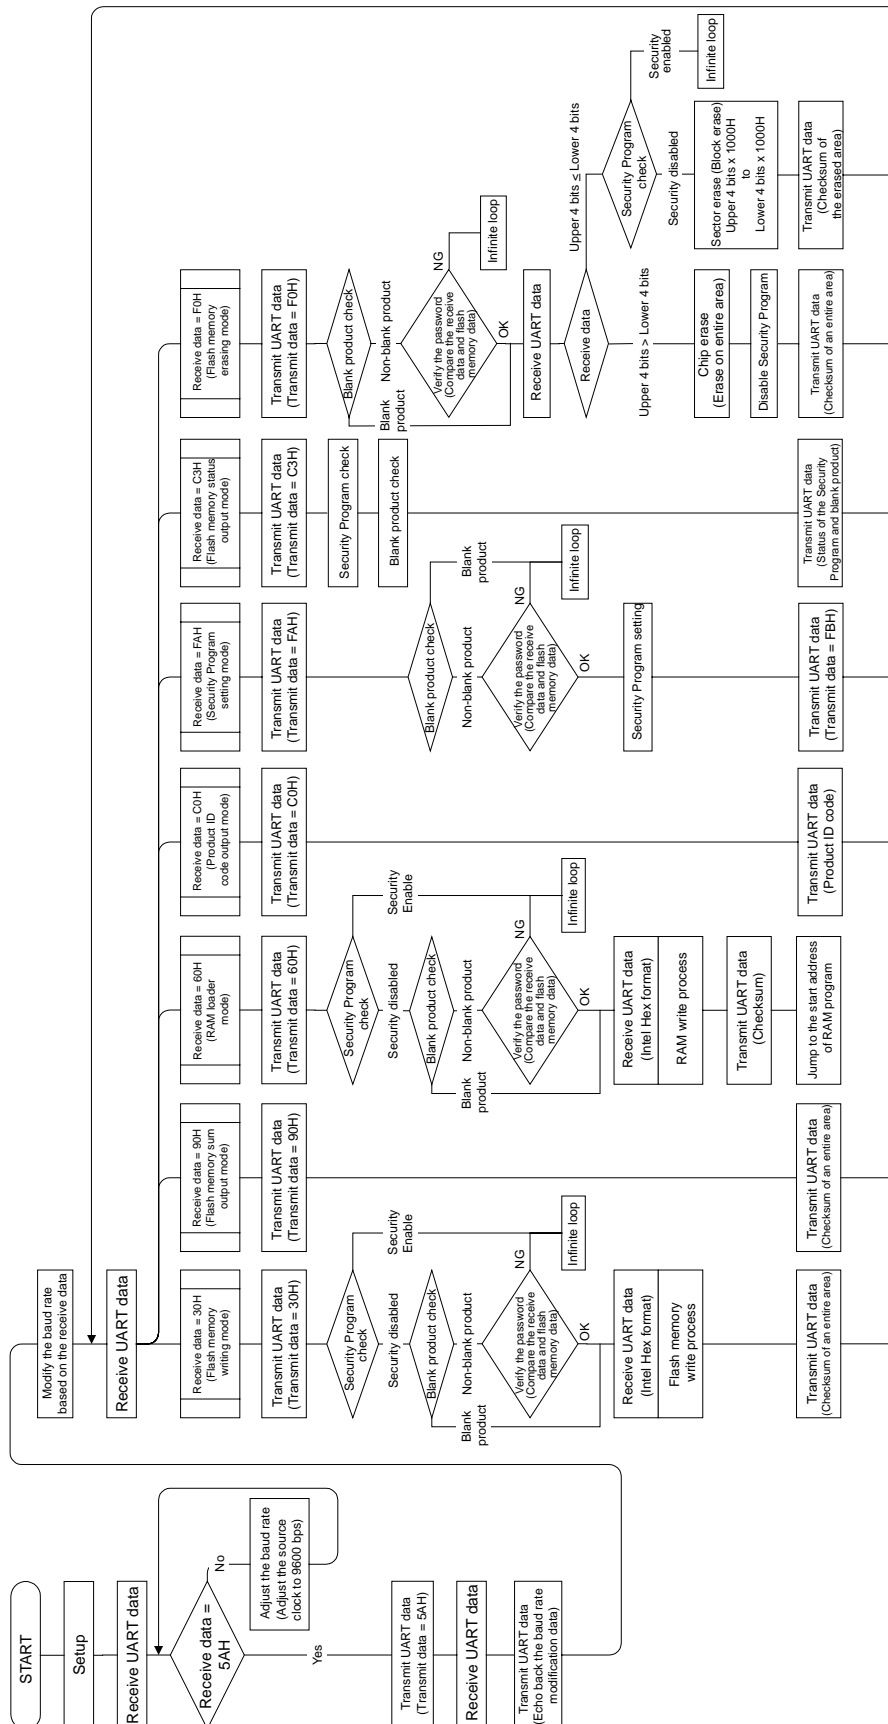 START
Setup
Receive UART data
Receive data =
5AH
No
Adjust the baud rate
(Adjust the source
clock to 9600 bps)
Yes
Transmit UART data
(Transmit data = 5AH)
Receive UART data
Transmit UART data
(Echo back the baud rate
modification data)
Modify the baud rate
based on the receive data
Receive UART data
Receive data = 30H
(Flash memory
writing mode)
Transmit UART data
(Transmit data = 30H)
Security Program
check
Security
Enable
Security disabled
Blank product check
Blank
product
Non-blank product
Verify the password
(Compare the receive
data and flash
memory data)
NG
Infinite loop
OK
Receive UART data
(Intel Hex format)
Flash memory
write process
Transmit UART data
(Checksum of an entire area)
Receive data = 90H
(Flash memory sum
output mode)
Transmit UART data
(Transmit data = 90H)
Transmit UART data
(Checksum of an entire area)
Receive data = 60H
(RAM loader
mode)
Transmit UART data
(Transmit data = 60H)
Security Program
check
Security
Enable
Security disabled
Blank product check
Blank
product
Non-blank product
Verify the password
(Compare the receive
data and flash
memory data)
NG
Infinite loop
OK
Receive UART data
(Intel Hex format)
RAM write process
Transmit UART data
(Checksum)
Jump to the start address
of RAM program
Receive data = C0H
(Product ID
code output mode)
Transmit UART data
(Transmit data = C0H)
Transmit UART data
(Product ID code)
Receive data = FAH
(Security Program
setting mode)
Transmit UART data
(Transmit data = FAH)
Blank product check
Blank
product
Non-blank product
Verify the password
(Compare the receive
data and flash
memory data)
NG
Infinite loop
OK
Security Program setting
Transmit UART data
(Transmit data = FBH)
Receive data = C3H
(Flash memory status
output mode)
Transmit UART data
(Transmit data = C3H)
Security Program check
Blank product check
Transmit UART data
(Status of the Security
Program and blank product)
Receive data = F0H
(Flash memory
erasing mode)
Transmit UART data
(Transmit data = F0H)
Blank product check
Blank
product
Non-blank product
Verify the password
(Compare the receive
data and flash
memory data)
NG
Infinite loop
OK
Receive UART data
Receive data
Upper 4 bits > Lower 4 bits
Chip erase
(Erase on entire area)
Disable Security Program
Transmit UART data
(Checksum of an entire area)
Upper 4 bits ≤ Lower 4 bits
Security Program
check
Security
enabled
Infinite loop
Security disabled
Sector erase (Block erase)
Upper 4 bits x 1000H
to
Lower 4 bits x 1000H
Transmit UART data
(Checksum of
the erased area)